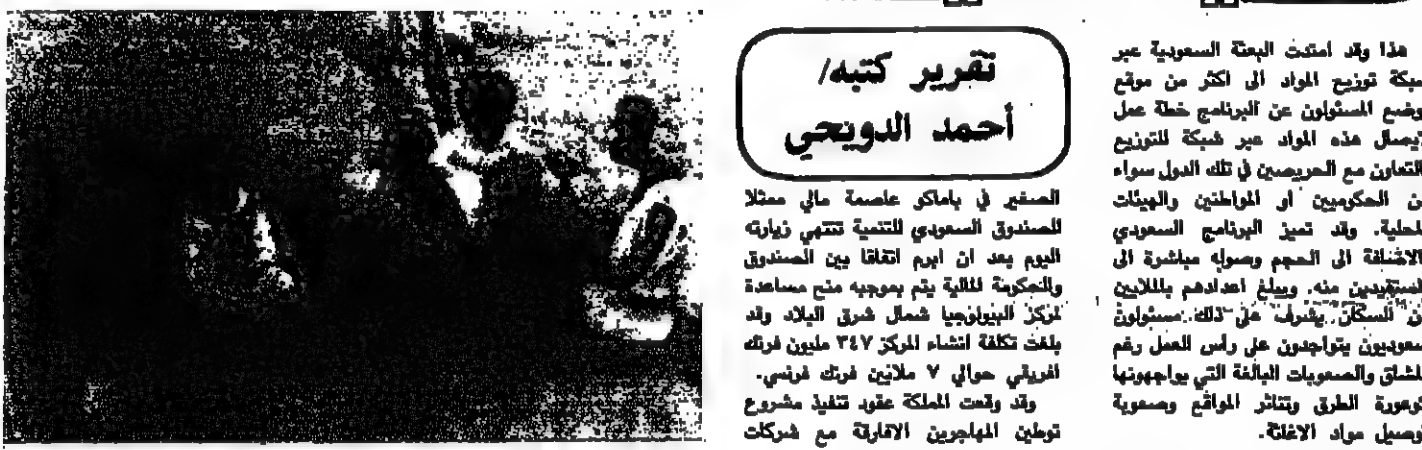 هذا وقد امتدت البعثة السعودية عبر
شبكة توزيع المواد الى اكثر من موقع
وضع المسئولون عن البرنامج خطة عمل
ايصال هذه المواد عبر شبكة للتوزيع
التعاون مع الحريصين في تلك الدول سواء
من الحكوميين او المواطنين والهيئات
المحلية. وقد تميز البرنامج السعودي
الاضافة الى الحجم وصوله مباشرة الى
المستفيدين منه. ويبلغ اعدادهم بالملايين
من السكان يشرف على ذلك مسئولون
سعوديون يتواجدون على رأس العمل رغم
المشاق والصعوبات البالغة التي يواجهونها
وعورة الطرق وتناثر المواقع وصعوبة
توصيل مواد الاغاثة.
تقرير كتبه/
أحمد الدويحي
الصغير في باماكو عاصمة مالي ممثلا
للصندوق السعودي للتنمية تنتهي زيارته
اليوم بعد ان ابرم اتفاقا بين الصندوق
والحكومة المالية يتم بموجبه منح مساعدة
لمركز البيولوجيا شمال شرق البلاد وقد
بلغت تكلفة انشاء المركز ٣٤٧ مليون فرنك
افريقي حوالي ٧ ملايين فرنك فرنسي.
وقد وقعت المملكة عقود تنفيذ مشروع
توطين المهاجرين الافارقة مع شركات